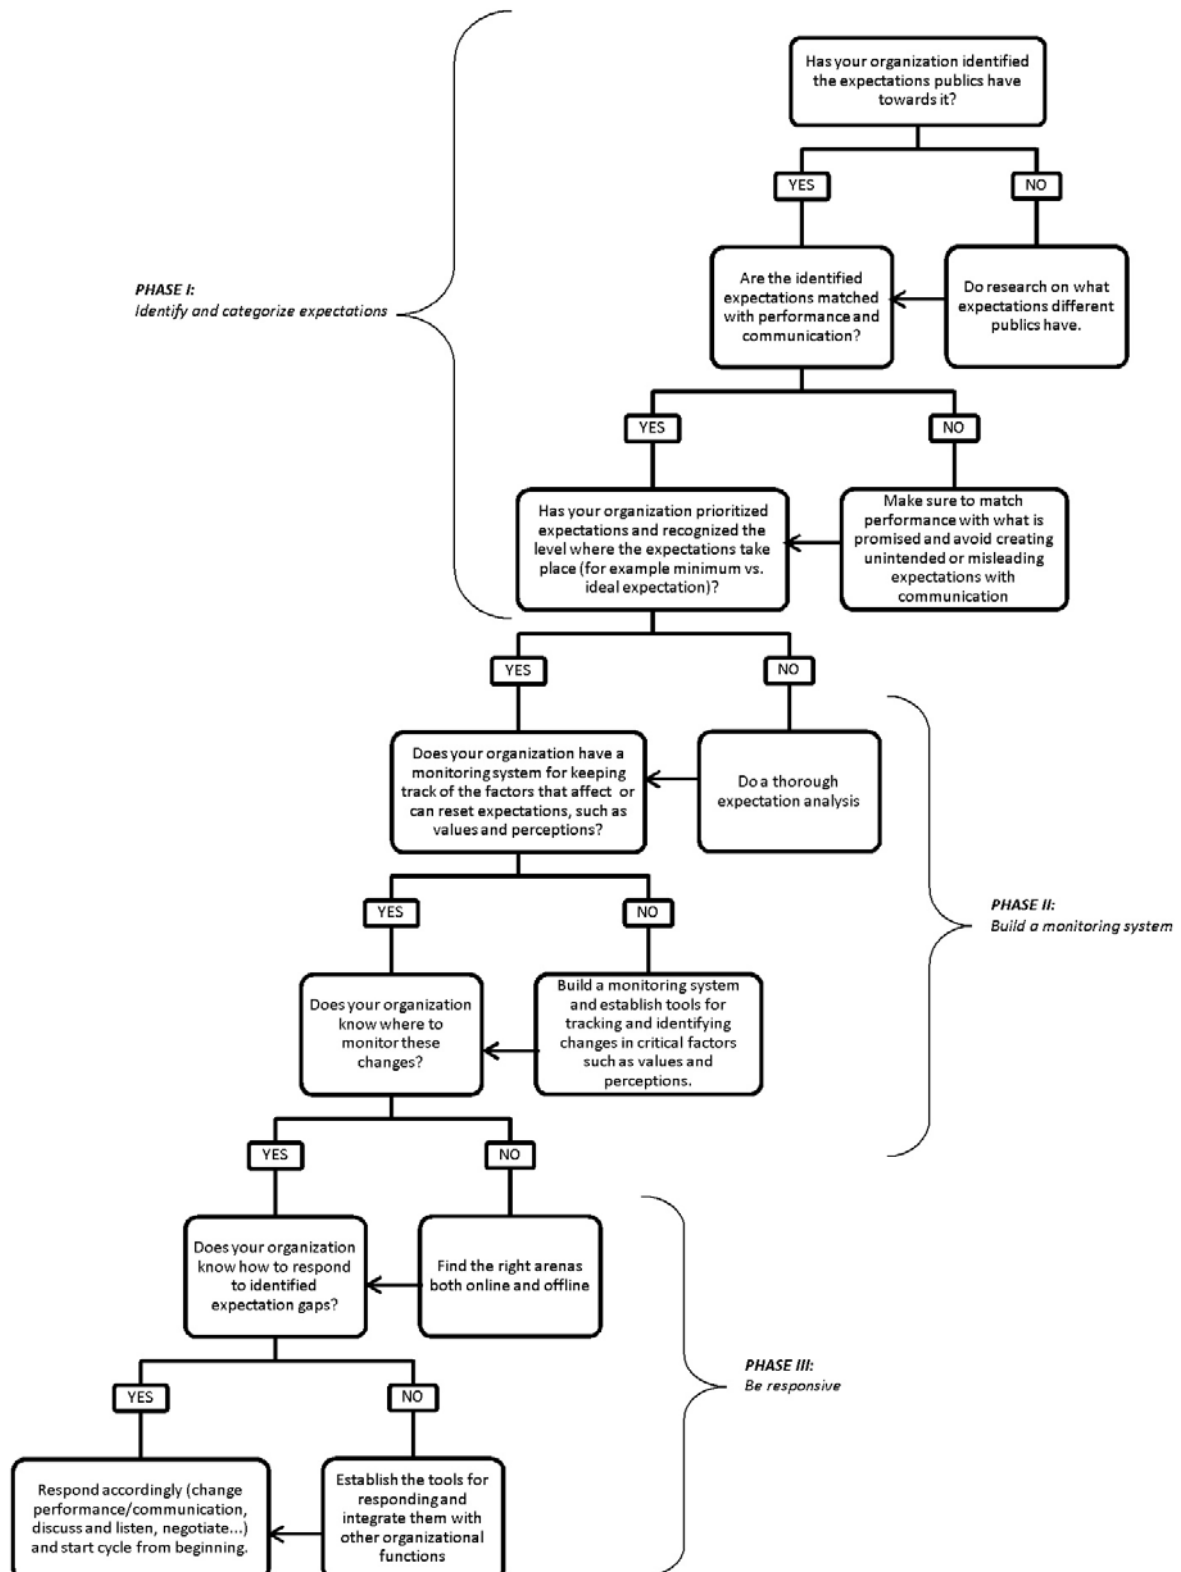 Has your organization identified
the expectations publics have
towards it?
YES
NO
PHASE I:
Identify and categorize expectations
Are the identified
expectations matched
with performance and
communication?
Do research on what
expectations different
publics have.
YES
NO
Has your organization prioritized
expectations and recognized the
level where the expectations take
place (for example minimum vs.
ideal expectation)?
Make sure to match
performance with what is
promised and avoid creating
unintended or misleading
expectations with
communication
YES
NO
Does your organization have a
monitoring system for keeping
track of the factors that affect or
can reset expectations, such as
values and perceptions?
Do a thorough
expectation analysis
YES
NO
PHASE II:
Build a monitoring system
Does your organization
know where to
monitor these
changes?
Build a monitoring system
and establish tools for
tracking and identifying
changes in critical factors
such as values and
perceptions.
YES
NO
Does your organization
know how to respond
to identified
expectation gaps?
Find the right arenas
both online and offline
PHASE III:
Be responsive
YES
NO
Respond accordingly (change
performance/communication,
discuss and listen, negotiate...)
and start cycle from beginning.
Establish the tools for
responding and
integrate them with
other organizational
functions